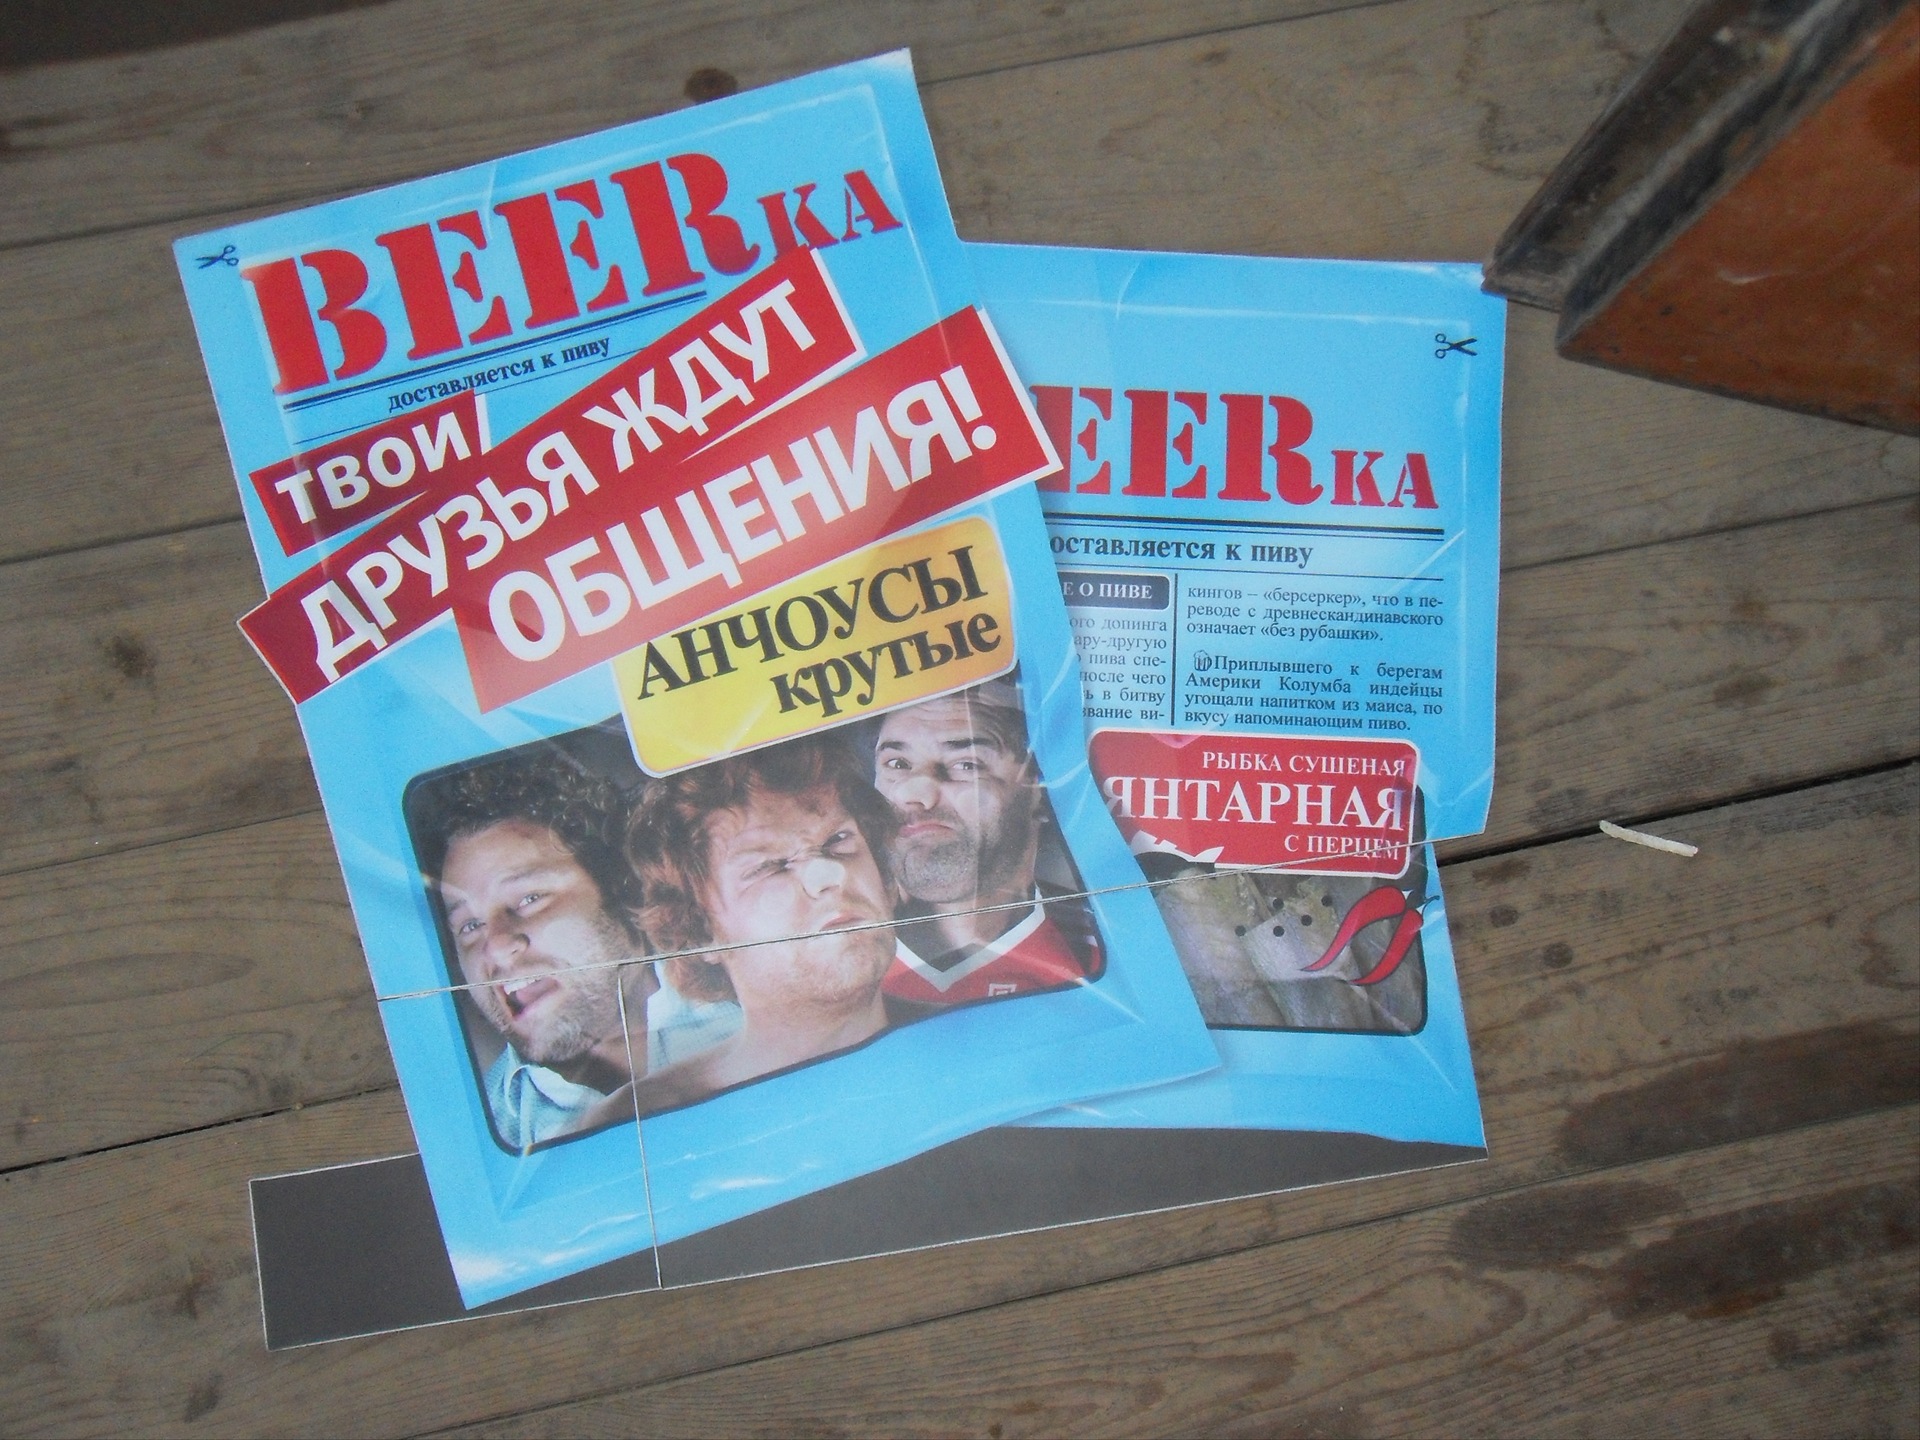 BEERKA
доставляется к пиву
ТВОИ
ДРУЗЬЯ ЖДУТ
ОБЩЕНИЯ!
АНЧОУСЫ
крутые
EERKA
оставляется к пиву
Е О ПИВЕ
ого допинга
ару-другую
пива спе-
после чего
ь в битву
звание ви-
кингов – «берсеркер», что в пе-
реводе с древнескандинавского
означает «без рубашки».
Приплывшего к берегам
Америки Колумба индейцы
угощали напитком из маиса, по
вкусу напоминающим пиво.
РЫБКА СУШЕНАЯ
ЯНТАРНАЯ
С ПЕРЦЕМ